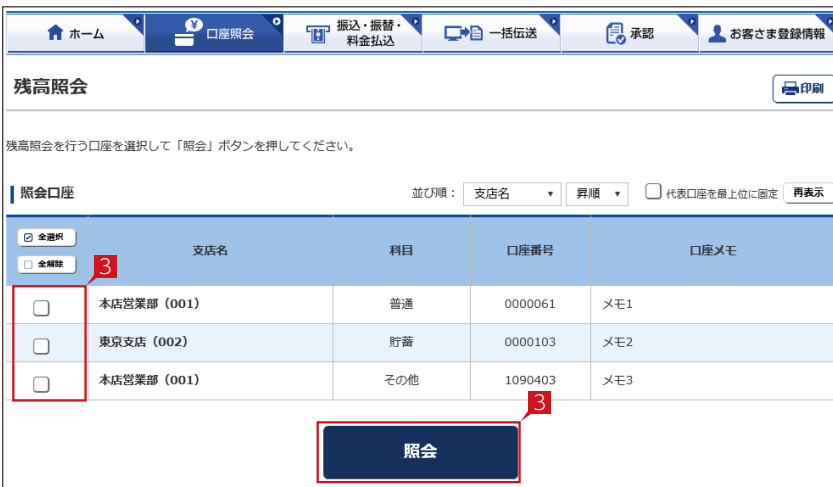 ホーム
口座照会
振込・振替・
料金払込
一括伝送
承認
お客さま登録情報
残高照会
印刷
残高照会を行う口座を選択して「照会」ボタンを押してください。
照会口座 並び順： 支店名 昇順 代表口座を最上位に固定 再表示
全選択
全解除
支店名 科目 口座番号 口座メモ
3
本店営業部（001） 普通 0000061 メモ1
東京支店（002） 貯蓄 0000103 メモ2
本店営業部（001） その他 1090403 メモ3
3
照会